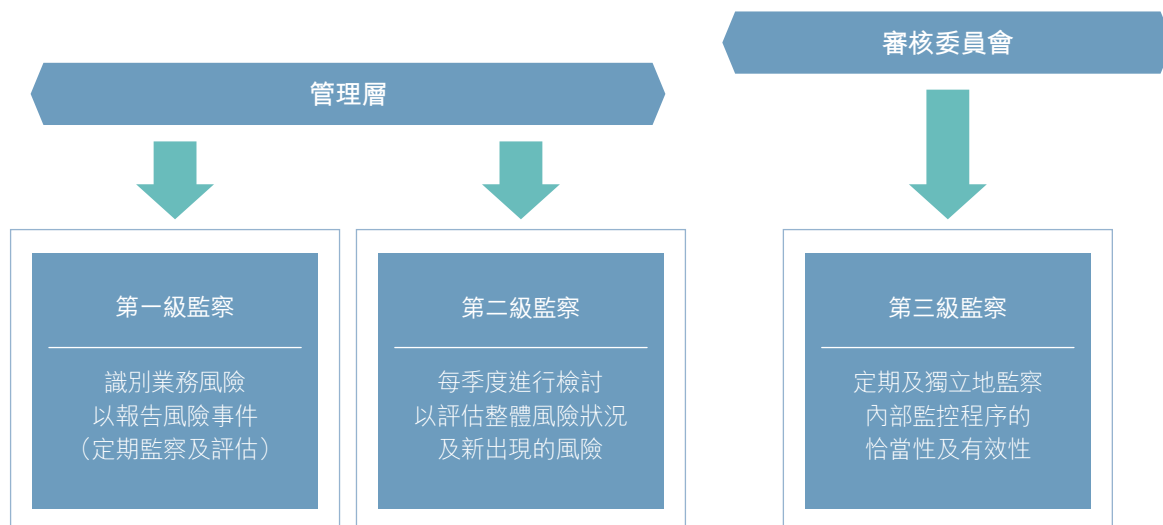 審核委員會
管理層
第一級監察
識別業務風險
以報告風險事件
（定期監察及評估）
第二級監察
每季度進行檢討
以評估整體風險狀況
及新出現的風險
第三級監察
定期及獨立地監察
內部監控程序的
恰當性及有效性